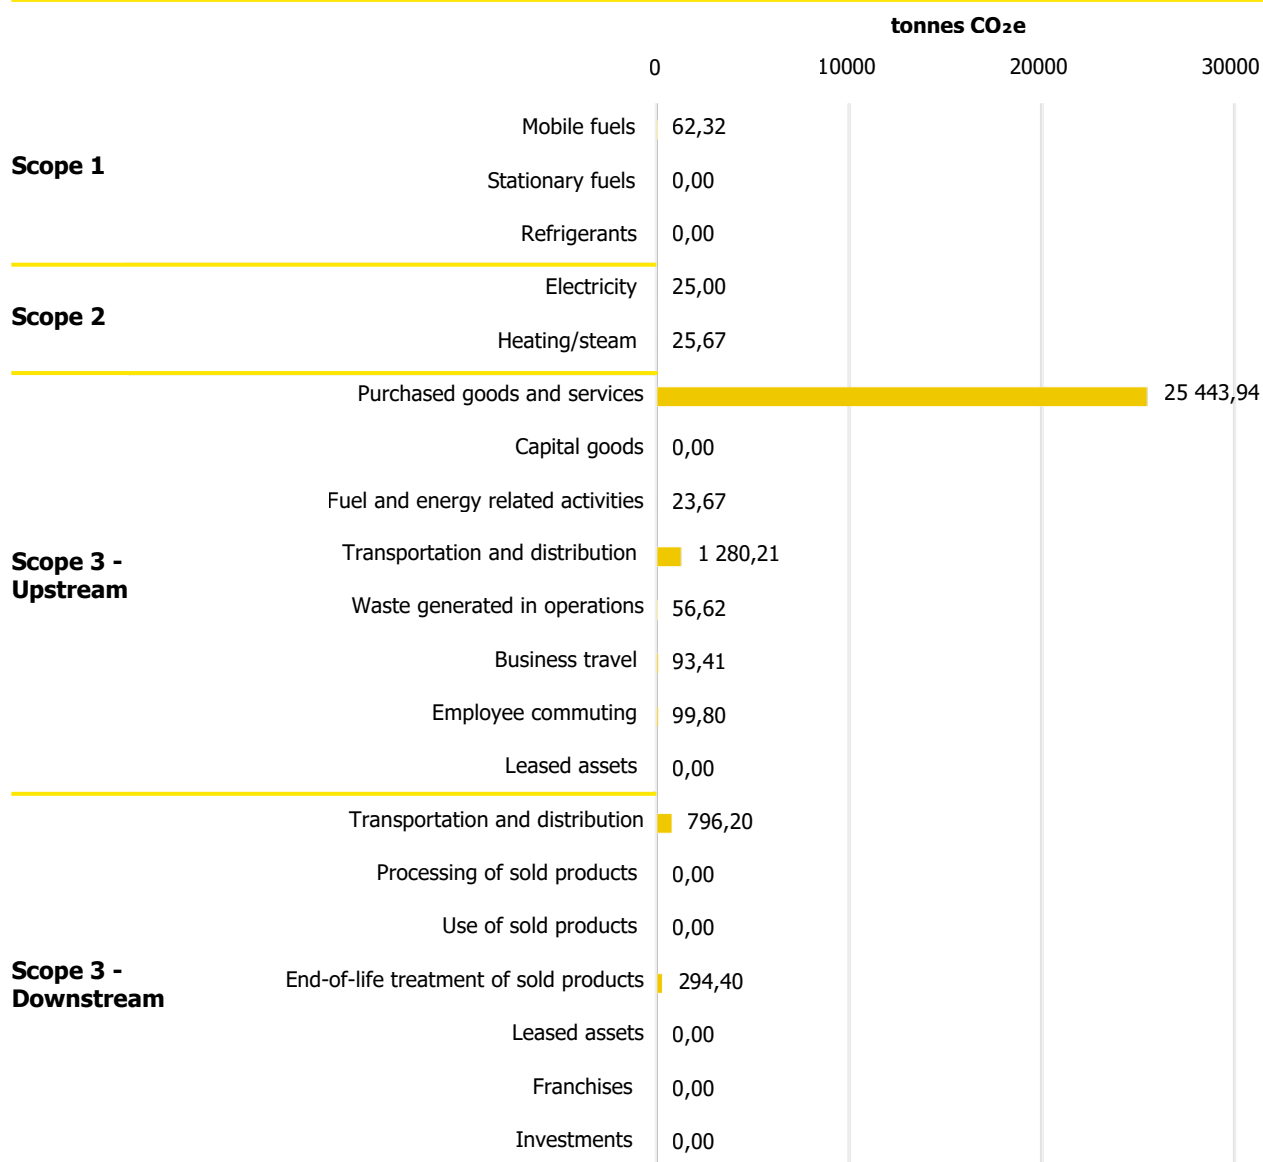 tonnes CO₂e
0 10000 20000 30000
Scope 1
Mobile fuels 62,32
Stationary fuels 0,00
Refrigerants 0,00
Scope 2
Electricity 25,00
Heating/steam 25,67
Scope 3 -
Upstream
Purchased goods and services 25 443,94
Capital goods 0,00
Fuel and energy related activities 23,67
Transportation and distribution 1 280,21
Waste generated in operations 56,62
Business travel 93,41
Employee commuting 99,80
Leased assets 0,00
Scope 3 -
Downstream
Transportation and distribution 796,20
Processing of sold products 0,00
Use of sold products 0,00
End-of-life treatment of sold products 294,40
Leased assets 0,00
Franchises 0,00
Investments 0,00